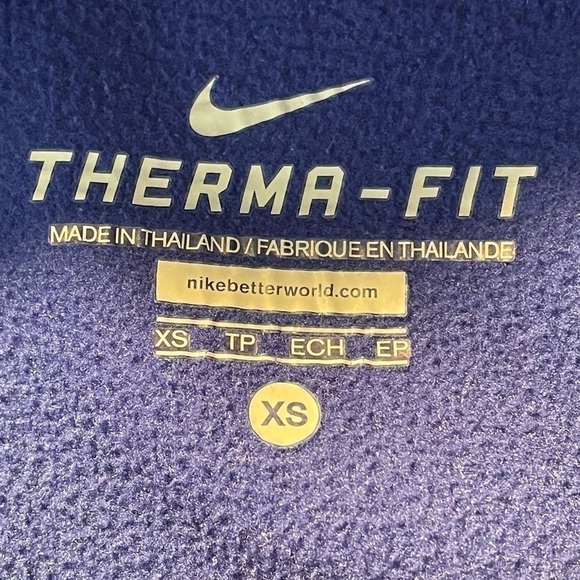 THERMA-FIT
MADE IN THAILAND / FABRIQUE EN THAILANDE
nikebetterworld.com
XS TP ECH EP
XS